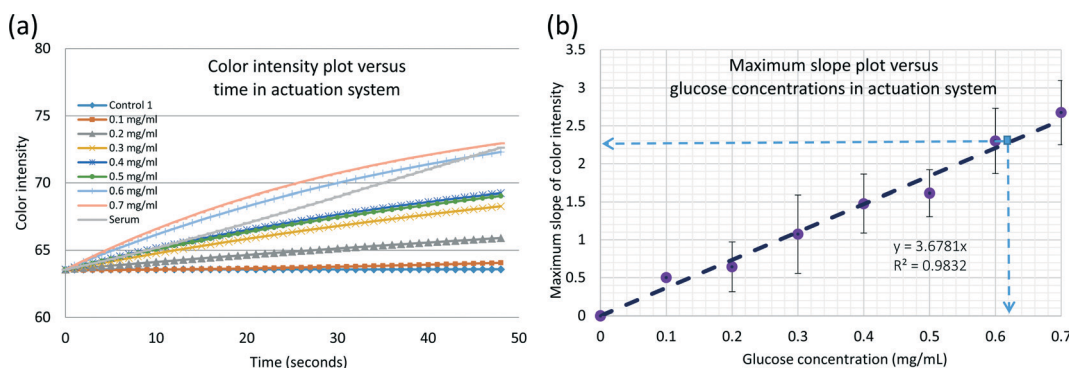 (a)
Color intensity plot versus
time in actuation system
Color intensity
80
75
70
65
60
Control 1
0.1 mg/ml
0.2 mg/ml
0.3 mg/ml
0.4 mg/ml
0.5 mg/ml
0.6 mg/ml
0.7 mg/ml
Serum
0 10 20 30 40 50
Time (seconds)
(b)
Maximum slope plot versus
glucose concentrations in actuation system
Maximum slope of color intensity
3.5
3
2.5
2
1.5
1
0.5
0
y = 3.6781x
R² = 0.9832
0 0.1 0.2 0.3 0.4 0.5 0.6 0.7
Glucose concentration (mg/mL)